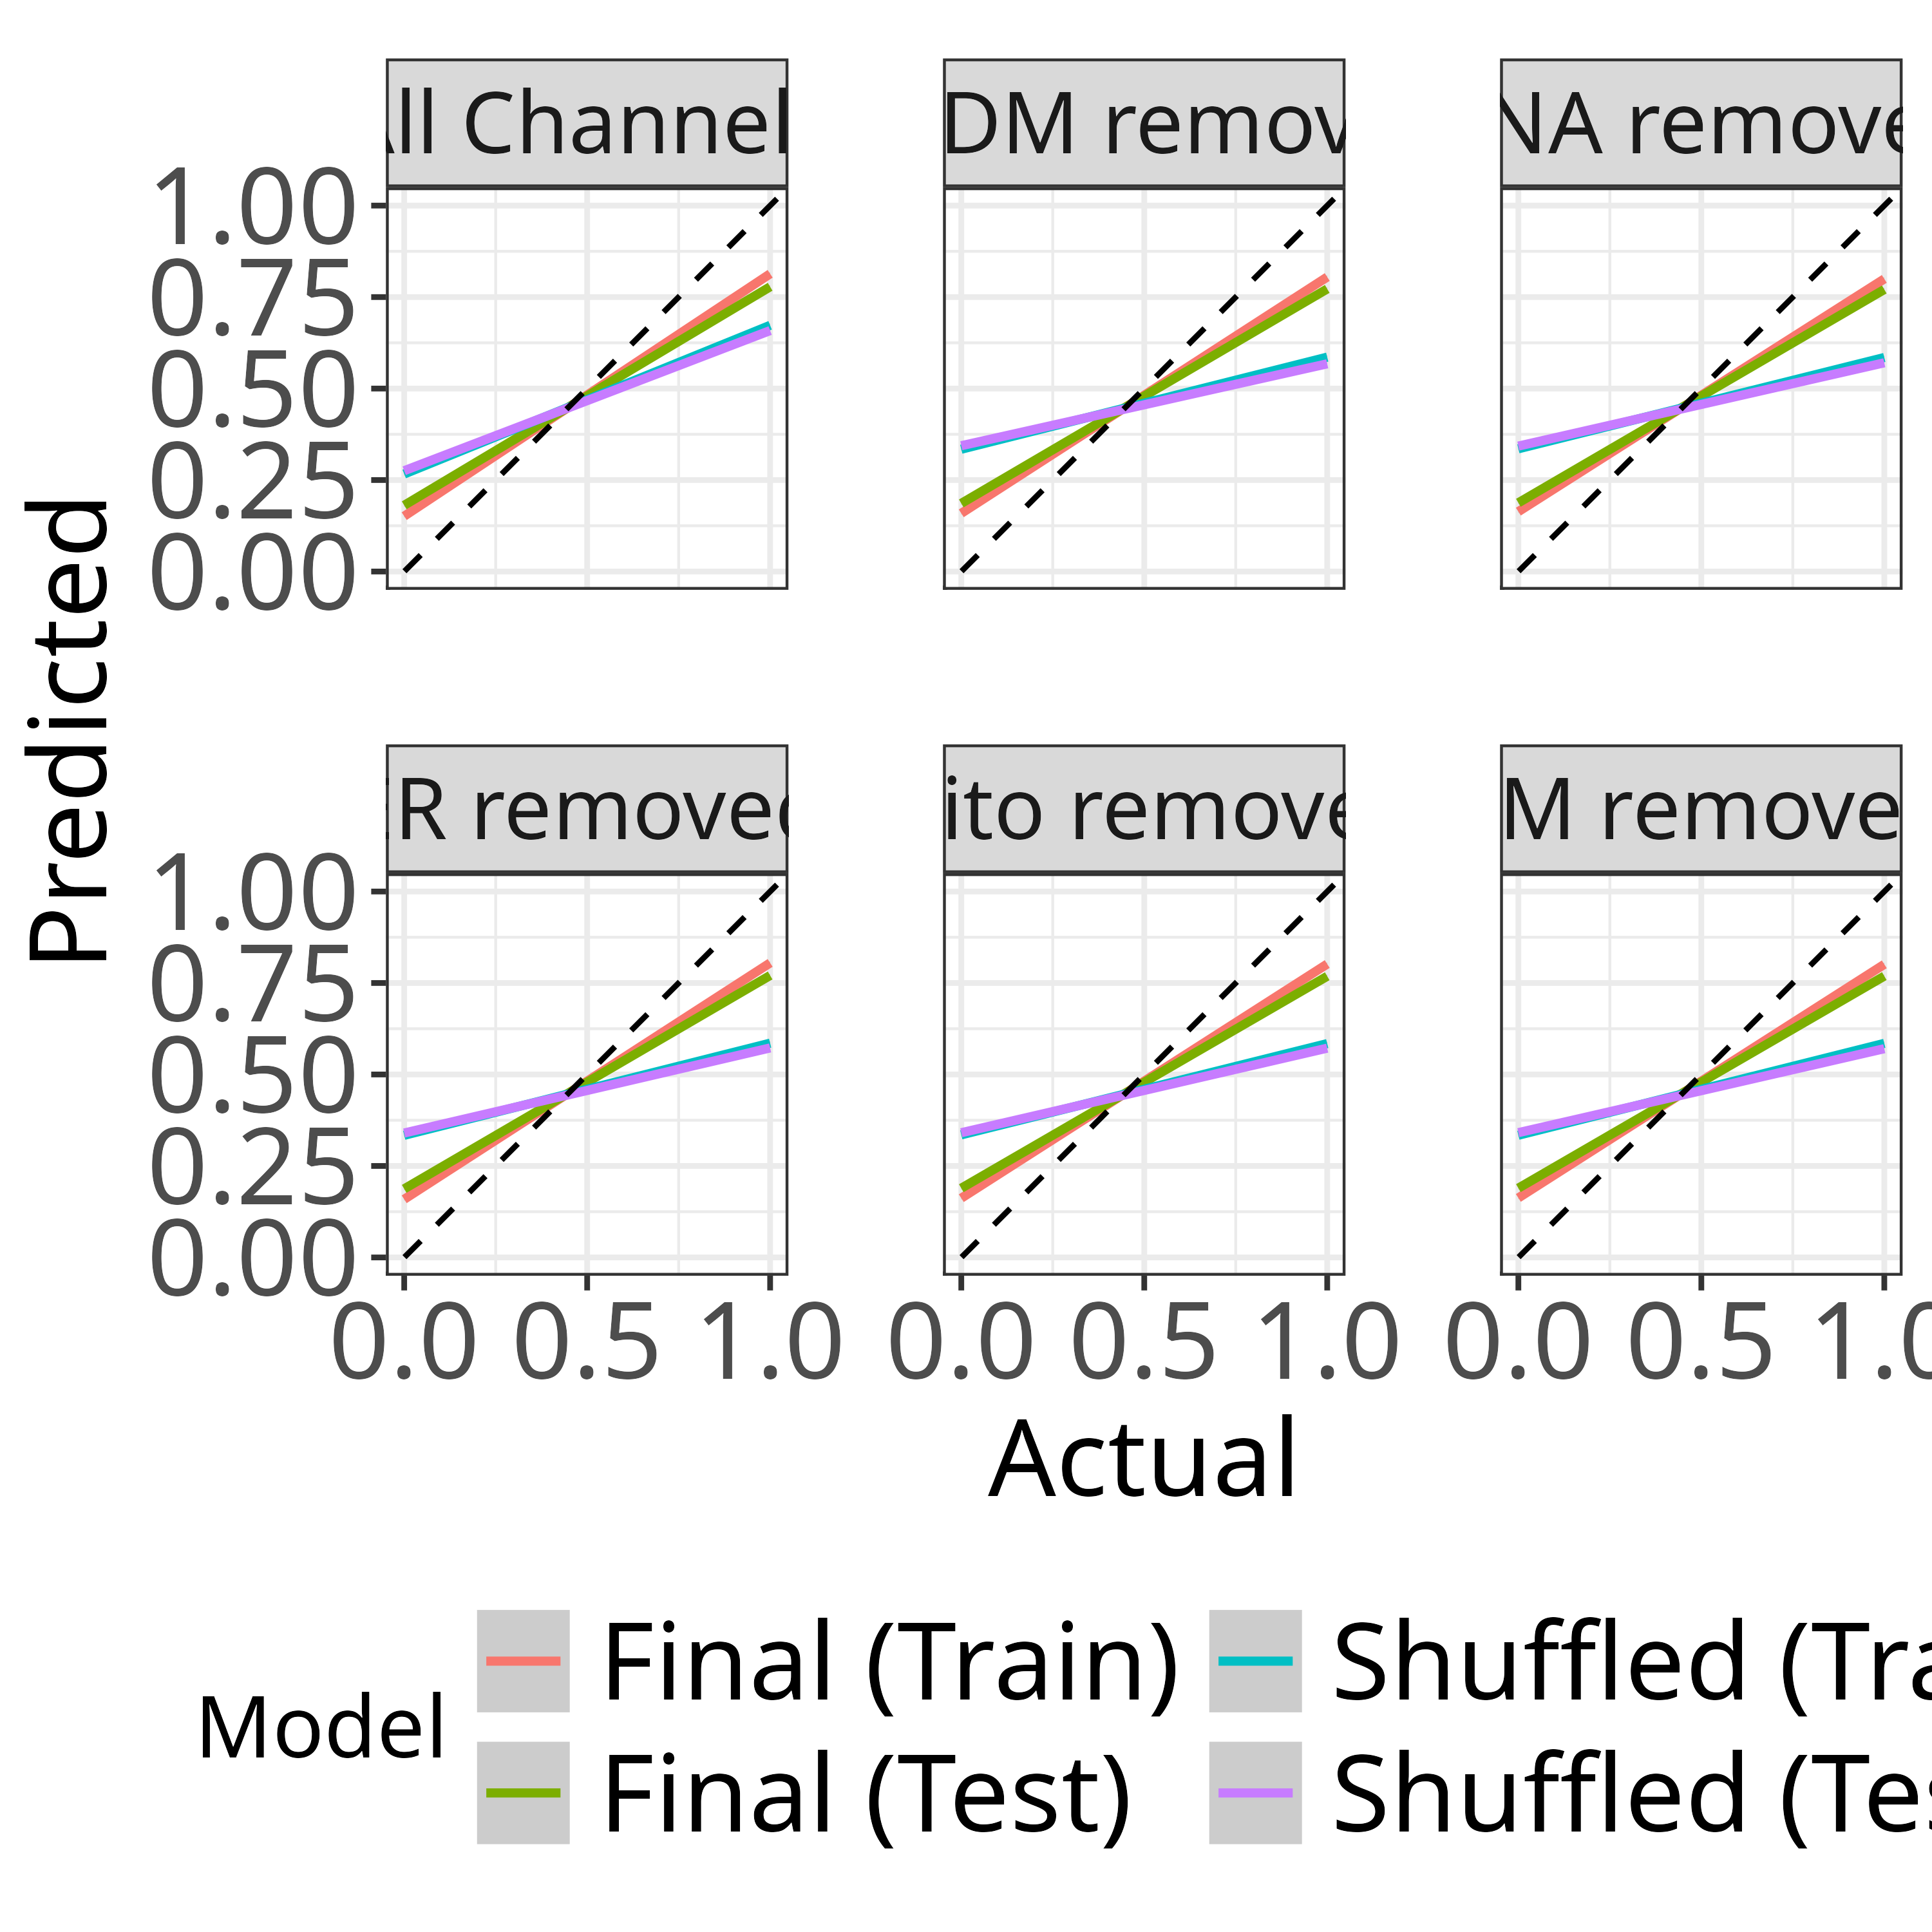 ll Channel
DM remov
NA remove
1.00
0.75
0.50
0.25
0.00
Predicted
R removed
ito remove
M remove
1.00
0.75
0.50
0.25
0.00
0.0 0.5 1.0 0.0 0.5 1.0 0.0 0.5 1.0
Actual
Model
Final (Train)
Shuffled (Tra
Final (Test)
Shuffled (Tes